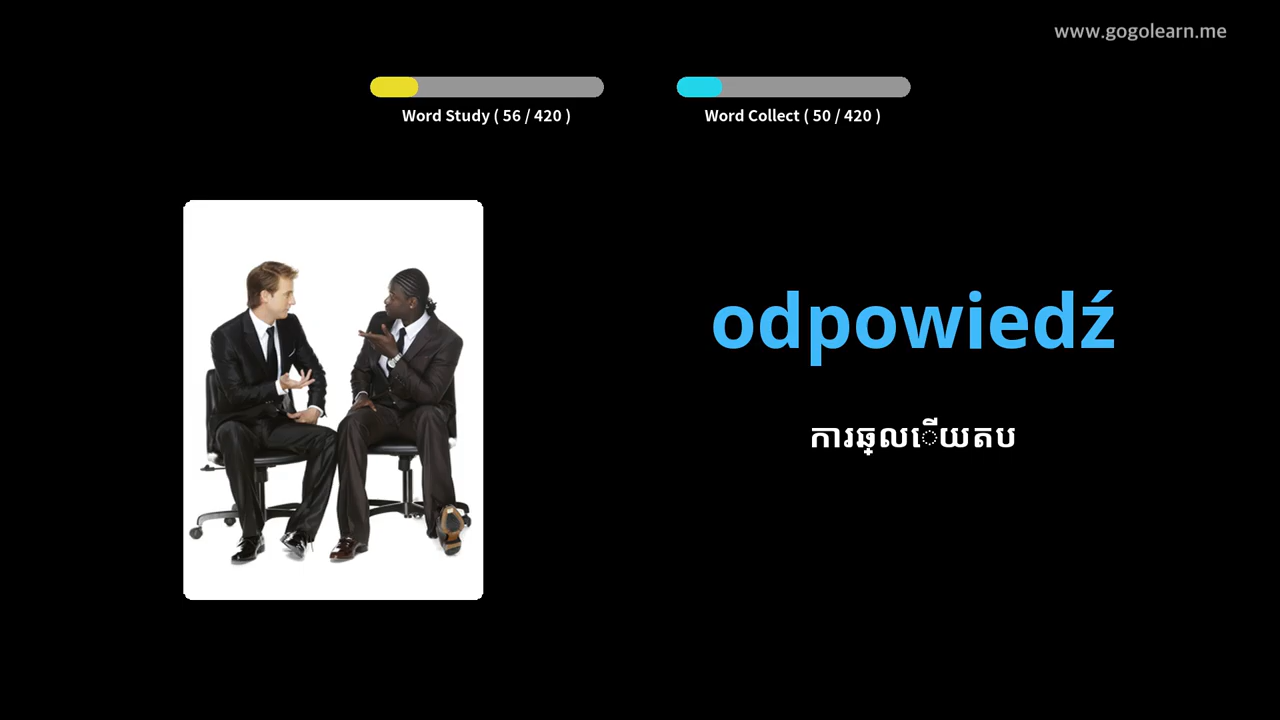 www.gogolearn.me
Word Study ( 56 / 420 )
Word Collect ( 50 / 420 )
odpowiedź
ការឆ្លើយតប